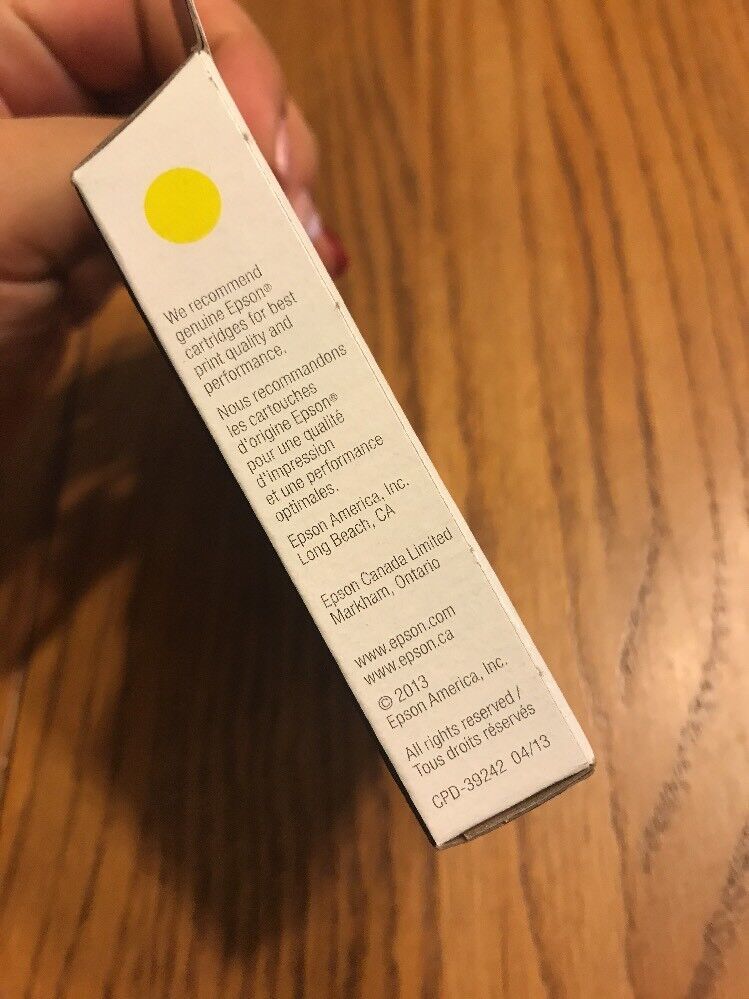 We recommend
genuine Epson®
cartridges for best
print quality and
performance.
Nous recommandons
les cartouches
d'origine Epson®
pour une qualité
d'impression
et une performance
optimales.
Epson America, Inc.
Long Beach, CA
Epson Canada Limited
Markham, Ontario
www.epson.com
www.epson.ca
© 2013
Epson America, Inc.
All rights reserved /
Tous droits réservés
CPD-39242 04/13